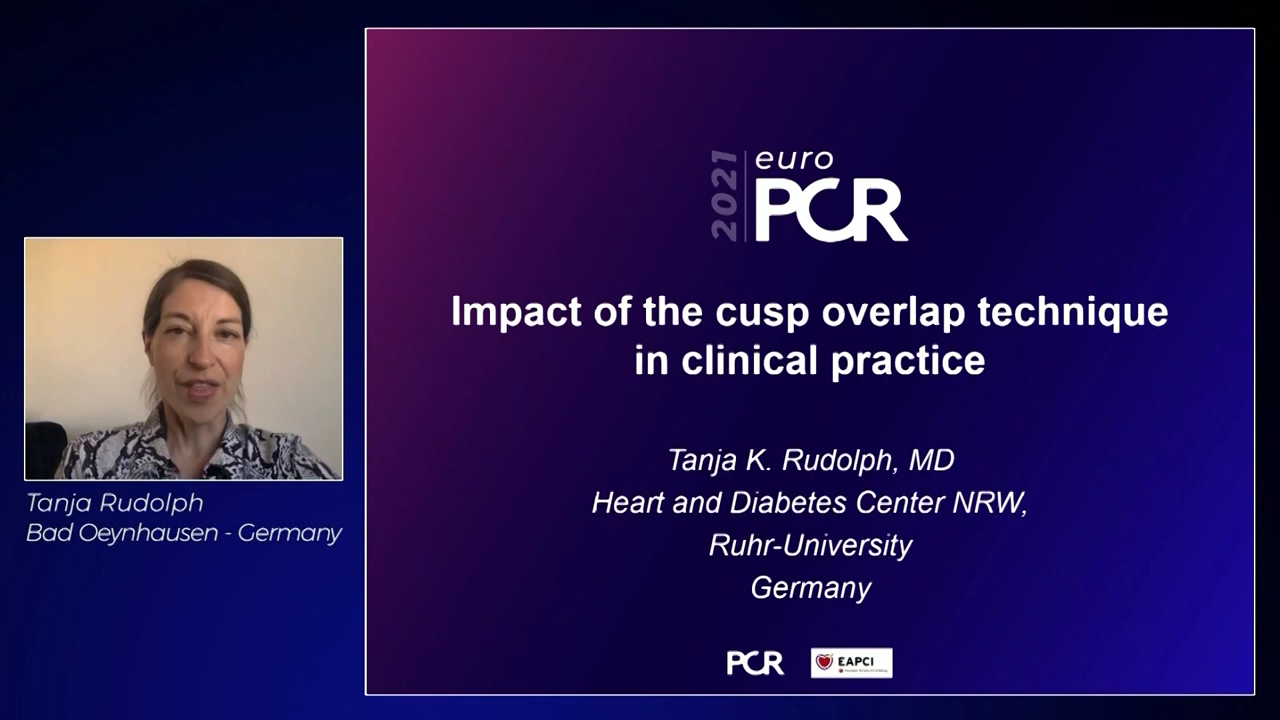 2021
euro
PCR
Impact of the cusp overlap technique
in clinical practice
Tanja K. Rudolph, MD
Heart and Diabetes Center NRW,
Ruhr-University
Germany
Tanja Rudolph
Bad Oeynhausen - Germany
PCR
EAPCI